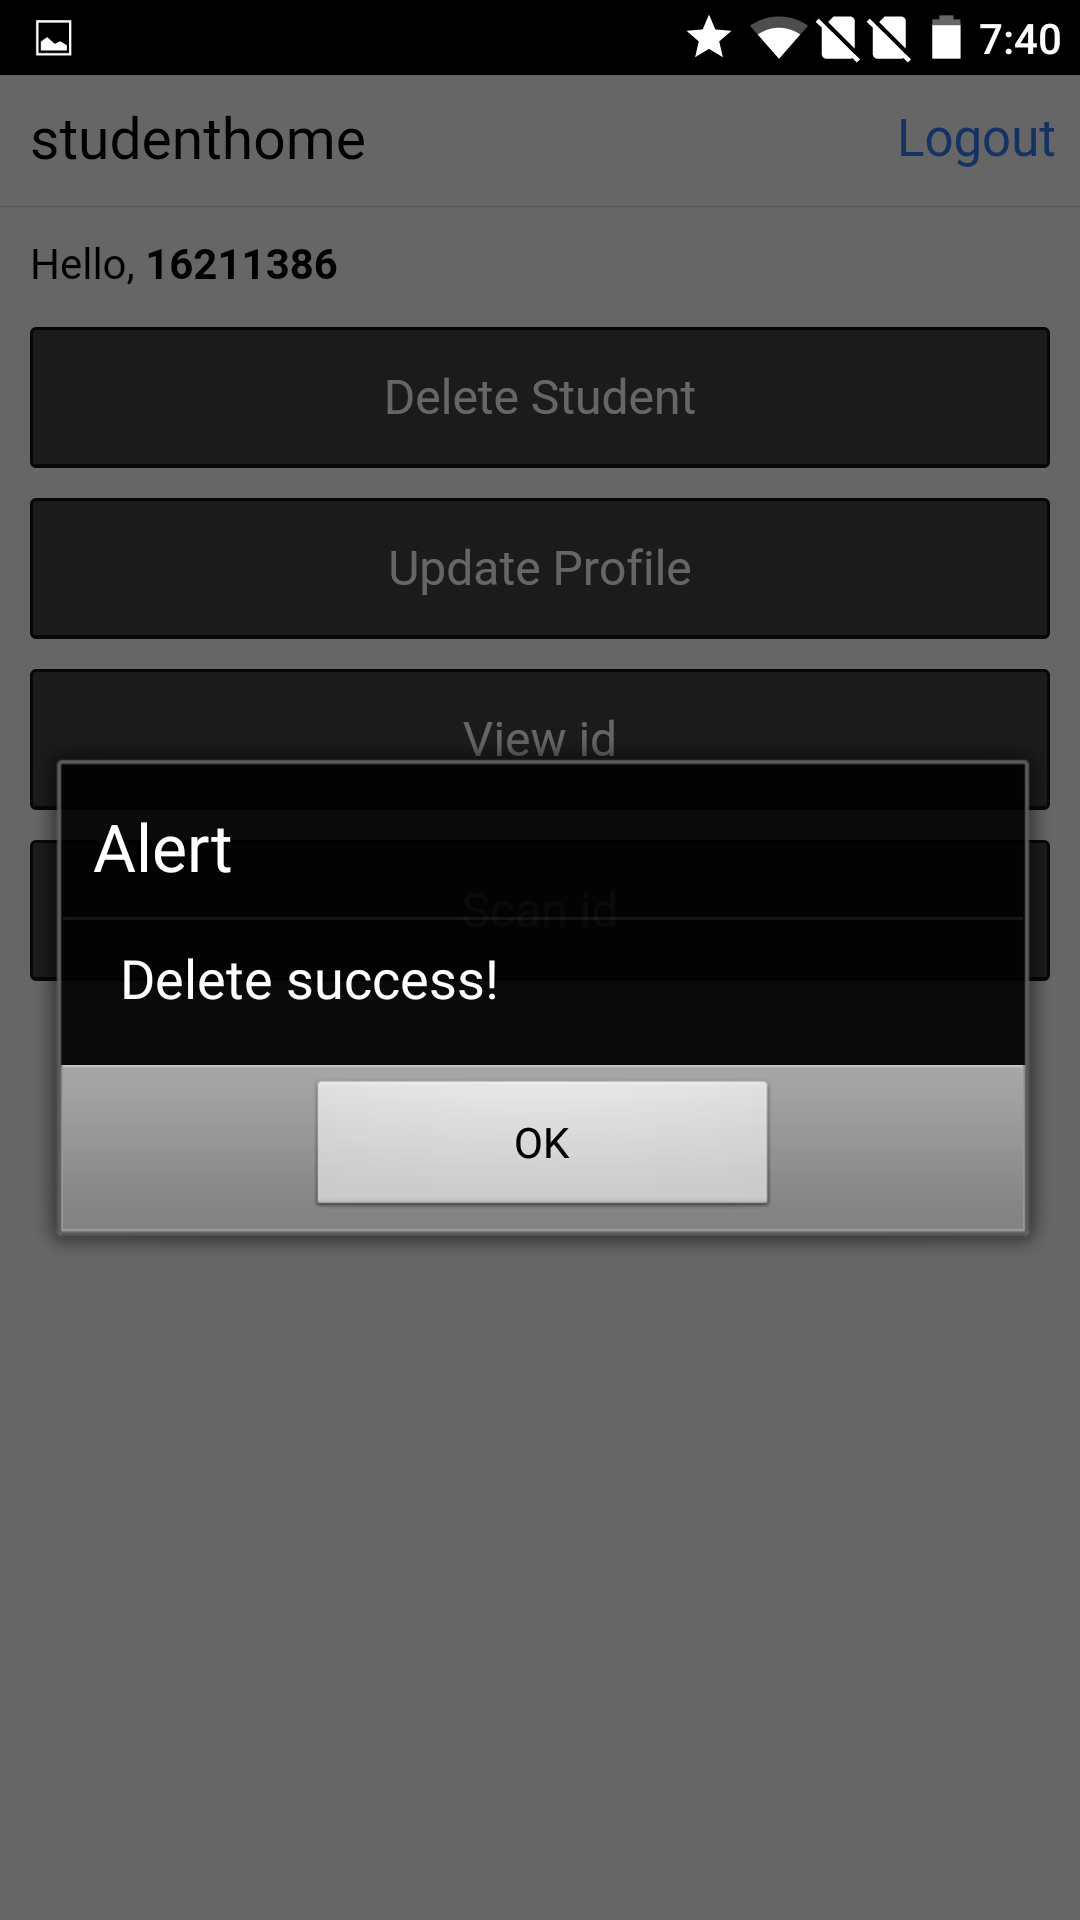 7:40
studenthome
Logout
Hello, 16211386
Delete Student
Update Profile
View id
Alert
Scan id
Delete success!
OK